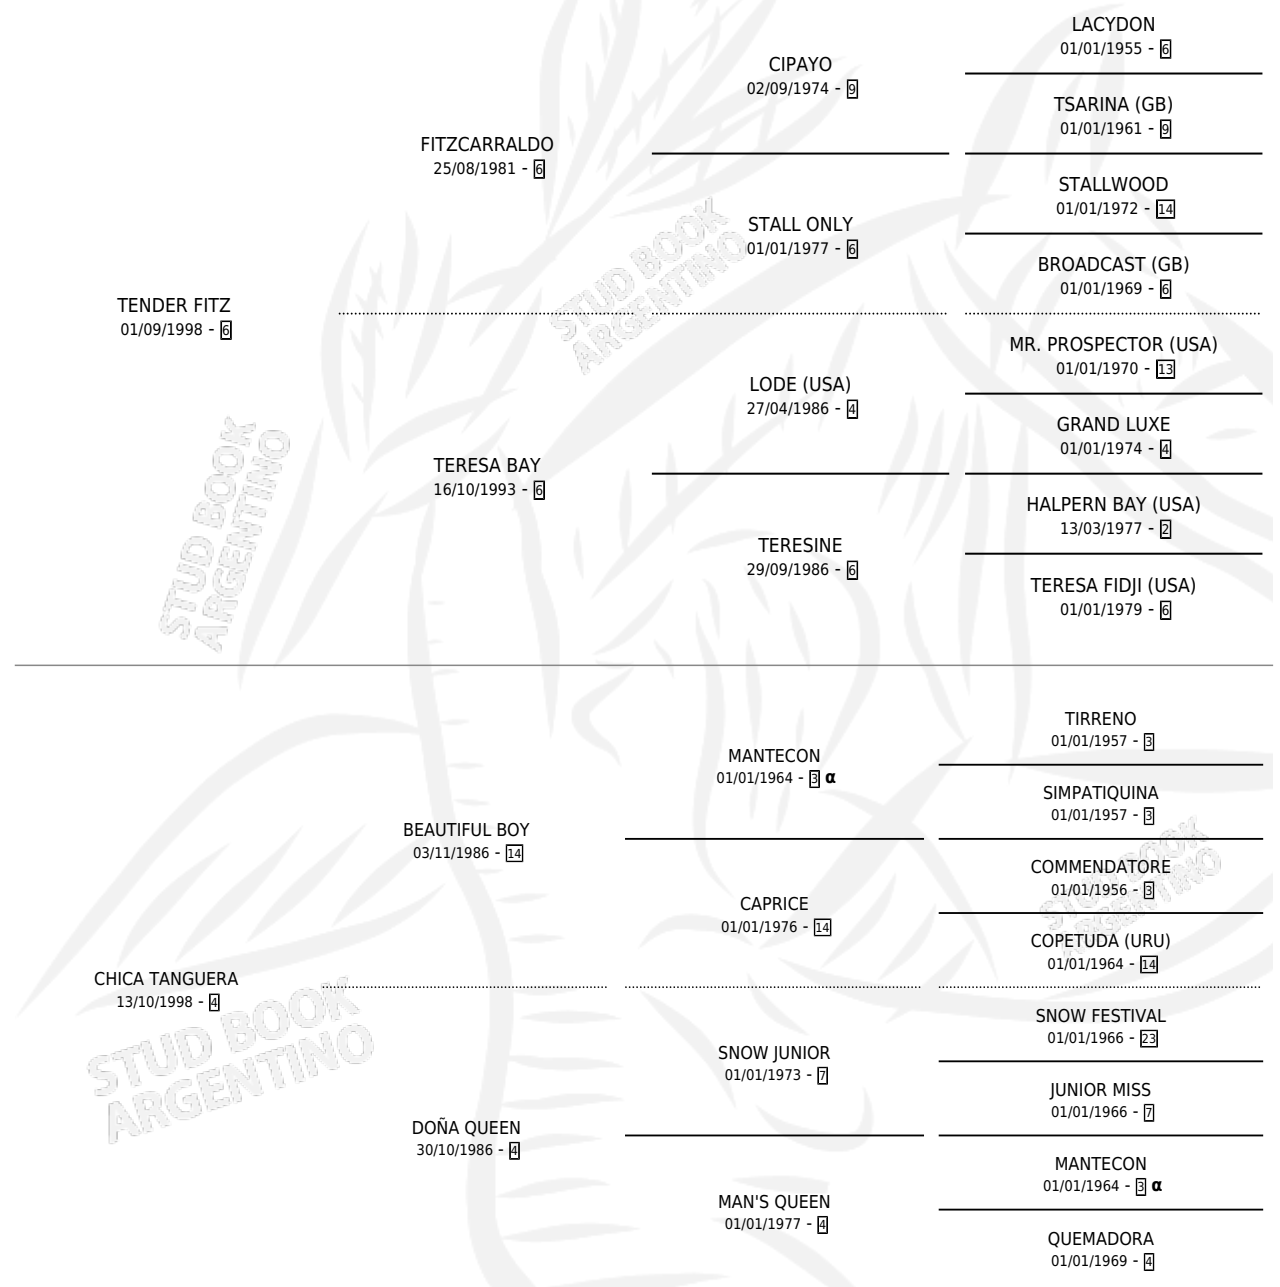 LACYDON
01/01/1955 - 6
CIPAYO
02/09/1974 - 9
TSARINA (GB)
01/01/1961 - 9
FITZCARRALDO
25/08/1981 - 6
STALLWOOD
01/01/1972 - 14
STALL ONLY
01/01/1977 - 6
BROADCAST (GB)
01/01/1969 - 6
TENDER FITZ
01/09/1998 - 6
MR. PROSPECTOR (USA)
01/01/1970 - 13
LODE (USA)
27/04/1986 - 4
GRAND LUXE
01/01/1974 - 4
TERESA BAY
16/10/1993 - 6
HALPERN BAY (USA)
13/03/1977 - 2
TERESINE
29/09/1986 - 6
TERESA FIDJI (USA)
01/01/1979 - 6
TIRRENO
01/01/1957 - 3
MANTECON
01/01/1964 - 3 α
SIMPATIQUINA
01/01/1957 - 3
BEAUTIFUL BOY
03/11/1986 - 14
COMMENDATORE
01/01/1956 - 3
CAPRICE
01/01/1976 - 14
COPETUDA (URU)
01/01/1964 - 14
CHICA TANGUERA
13/10/1998 - 4
SNOW FESTIVAL
01/01/1966 - 23
SNOW JUNIOR
01/01/1973 - 7
JUNIOR MISS
01/01/1966 - 7
DOÑA QUEEN
30/10/1986 - 4
MANTECON
01/01/1964 - 3 α
MAN'S QUEEN
01/01/1977 - 4
QUEMADORA
01/01/1969 - 4
STUD BOOK
ARGENTINO
STUD BOOK
ARGENTINO
STUD BOOK
ARGENTINO
STUD BOOK
ARGENTINO